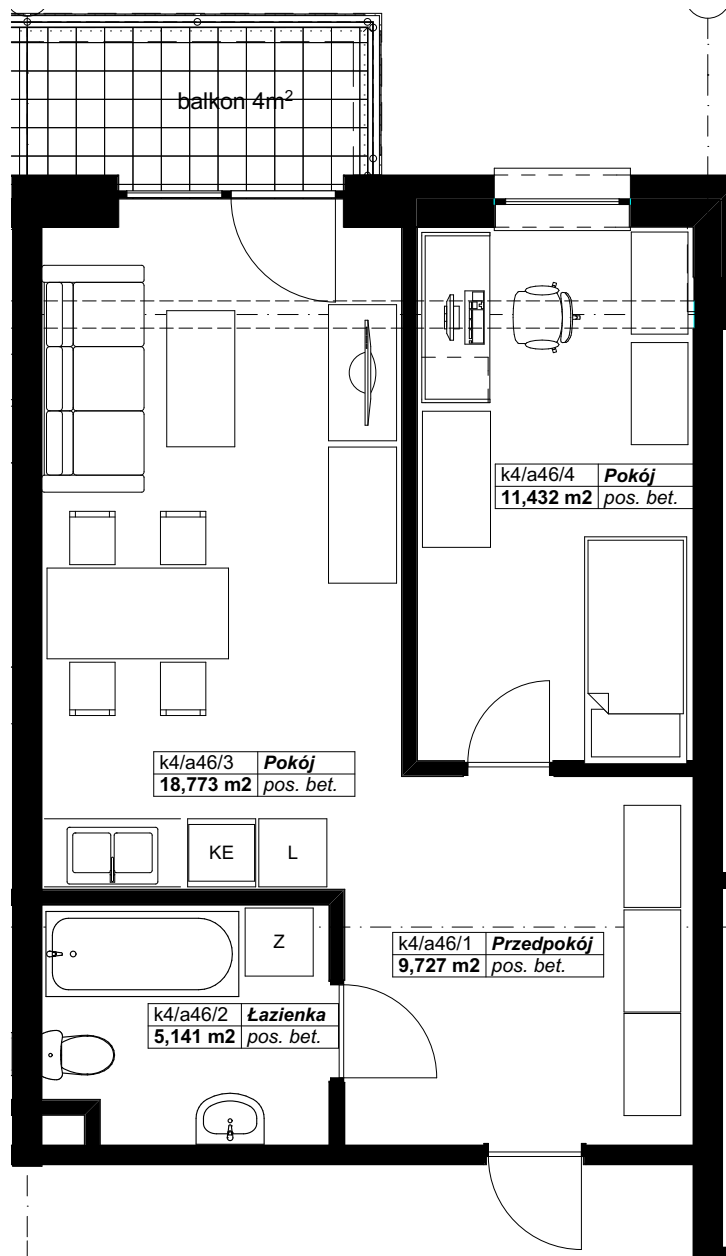 balkon 4m²
k4/a46/4 Pokój
11,432 m2 pos. bet.
k4/a46/3 Pokój
18,773 m2 pos. bet.
KE
L
Z
k4/a46/1 Przedpokój
9,727 m2 pos. bet.
k4/a46/2 Łazienka
5,141 m2 pos. bet.